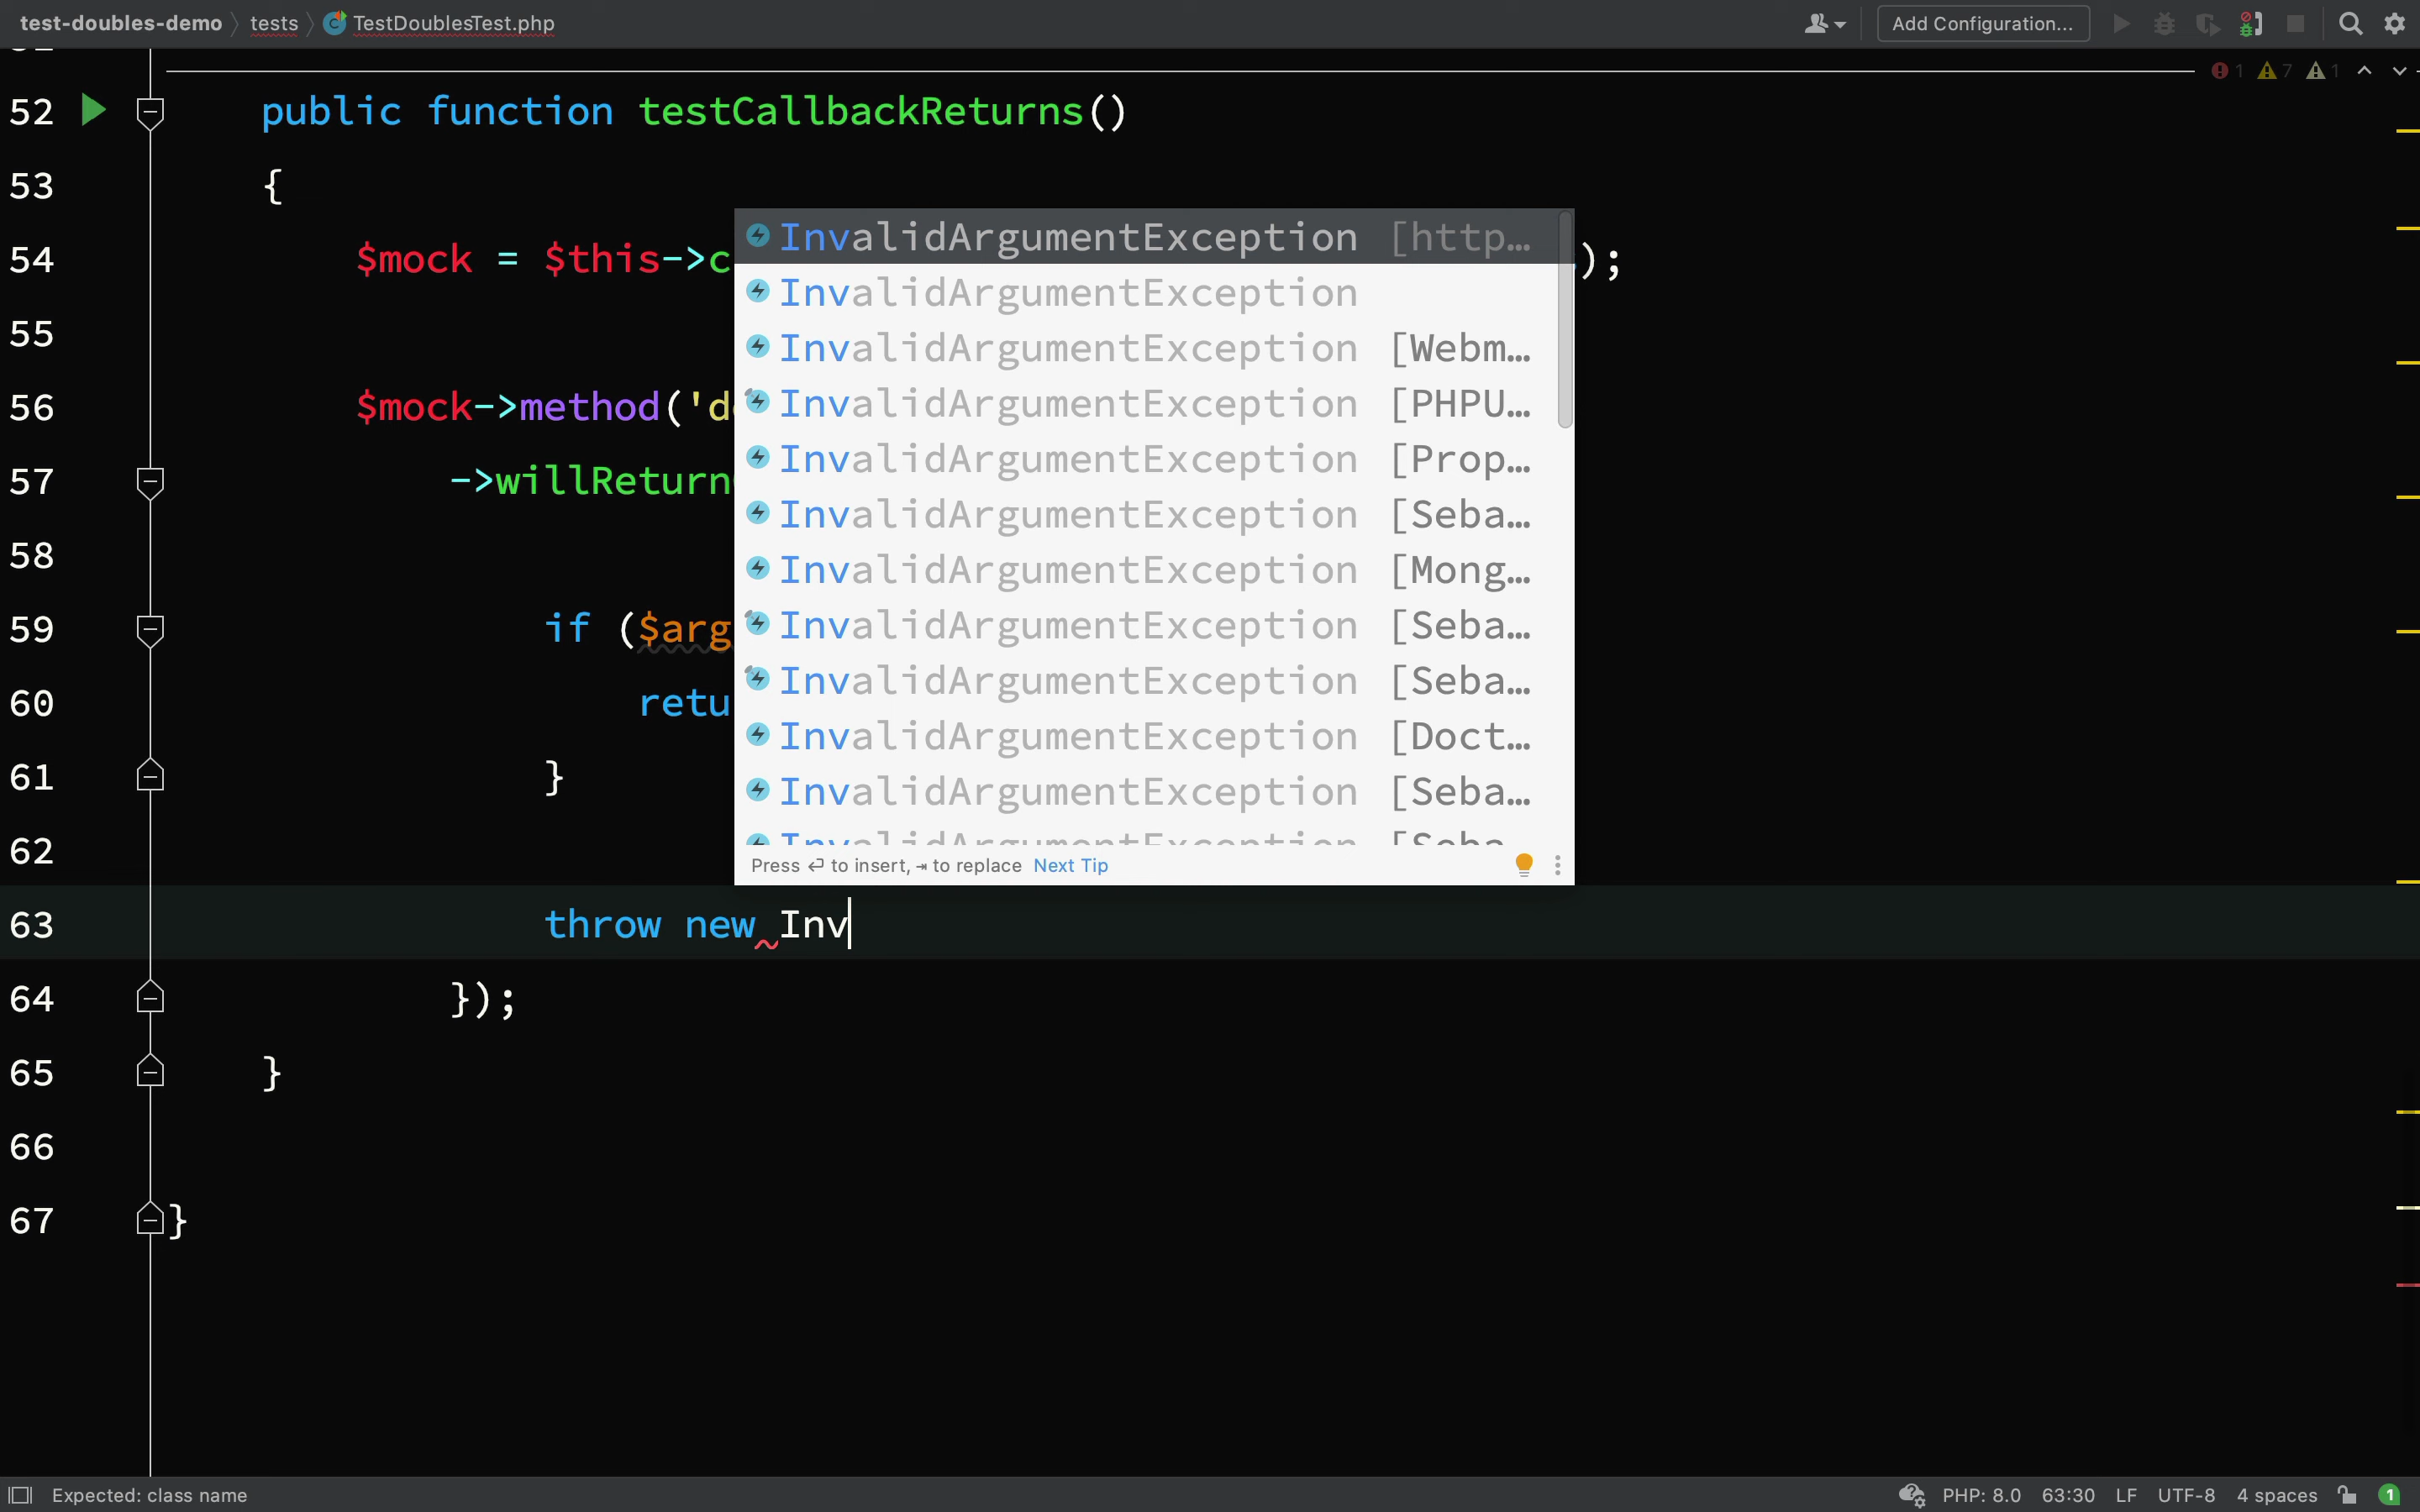 test-doubles-demo tests TestDoublesTest.php Add Configuration...
1 7 1
52 public function testCallbackReturns()
53 {
54 $mock = $this->c );
55
56 $mock->method('d
57 ->willReturn
58
59 if ($arg
60 retu
61 }
62
63 throw new Inv
64 });
65 }
66
67 }
InvalidArgumentException [http…
InvalidArgumentException
InvalidArgumentException [Webm…
InvalidArgumentException [PHPU…
InvalidArgumentException [Prop…
InvalidArgumentException [Seba…
InvalidArgumentException [Mong…
InvalidArgumentException [Seba…
InvalidArgumentException [Seba…
InvalidArgumentException [Doct…
InvalidArgumentException [Seba…
InvalidArgumentException [Seba…
Press ↩ to insert, ⇥ to replace Next Tip
Expected: class name PHP: 8.0 63:30 LF UTF-8 4 spaces 1